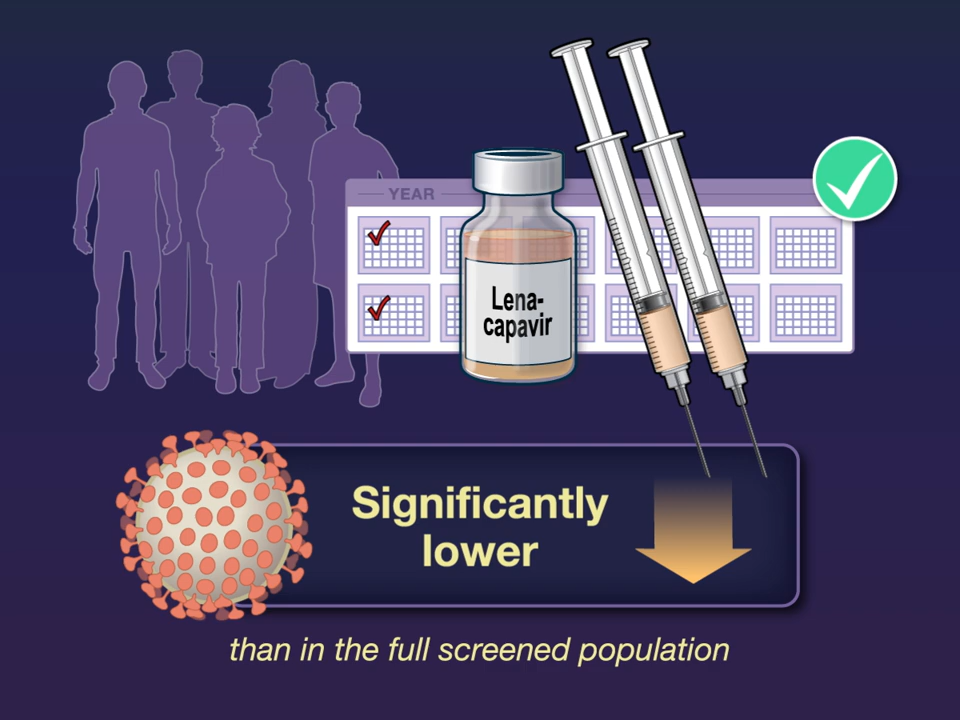 YEAR
Lena-
capavir
Significantly
lower
than in the full screened population